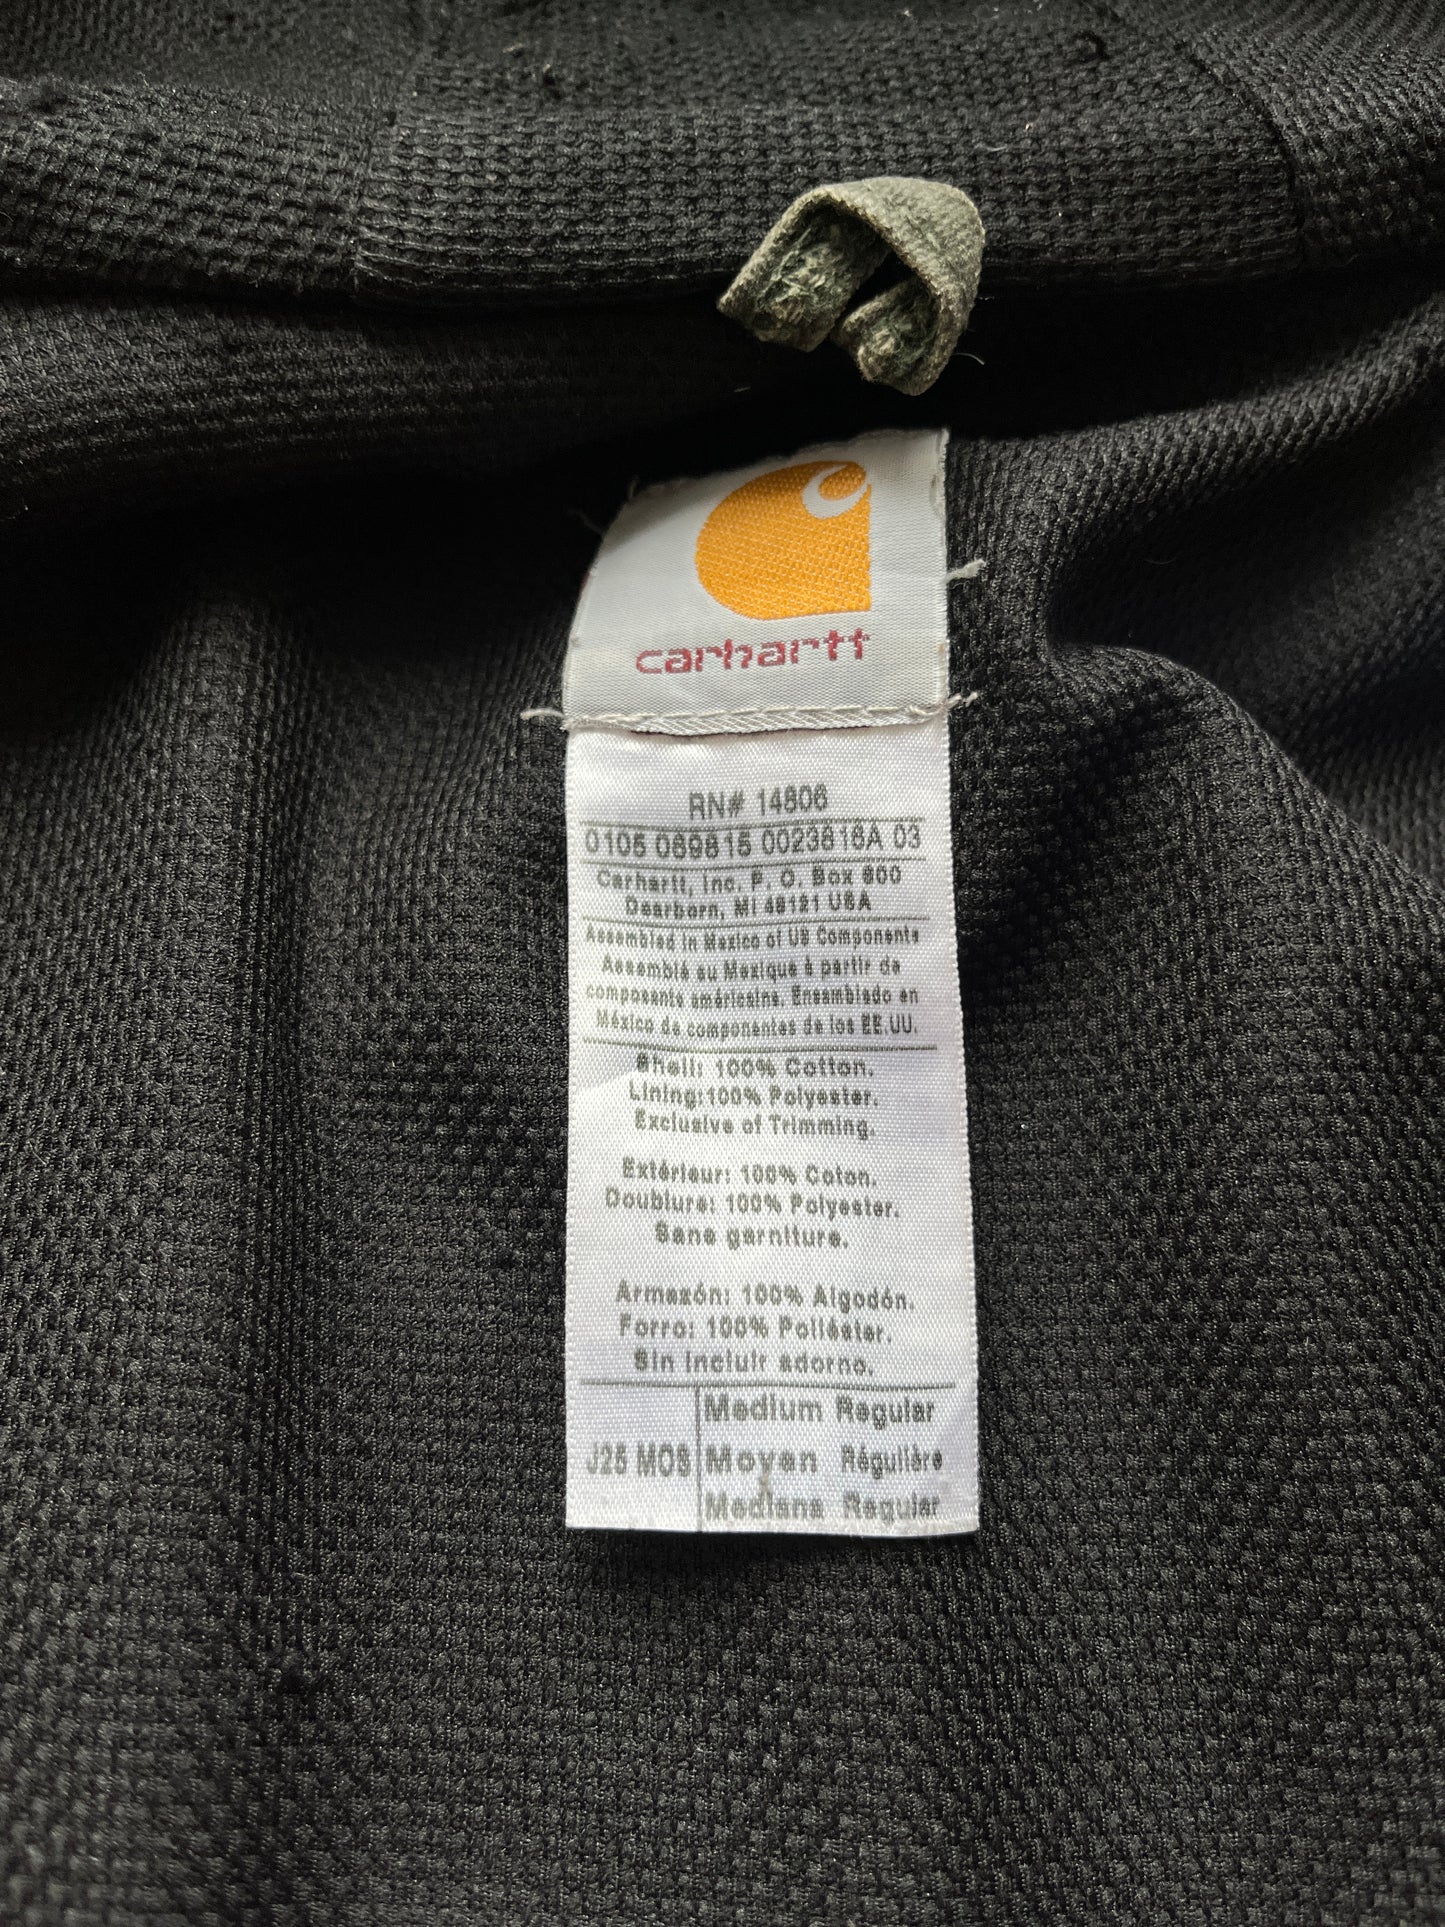 carhartt
RN# 14806
0105 069815 0023816A 03
Carhartt, Inc. P. O. Box 600
Dearborn, MI 48121 USA
Assembled in Mexico of US Components
Assemblé au Mexique à partir de
composants américains. Ensamblado en
México de componentes de los EE.UU.
Shell: 100% Cotton.
Lining:100% Polyester.
Exclusive of Trimming.
Extérieur: 100% Coton.
Doublure: 100% Polyester.
Sans garniture.
Armazón: 100% Algodón.
Forro: 100% Poliéster.
Sin incluir adorno.
Medium Regular
J25 MOS Moyen Régulière
Mediana Regular